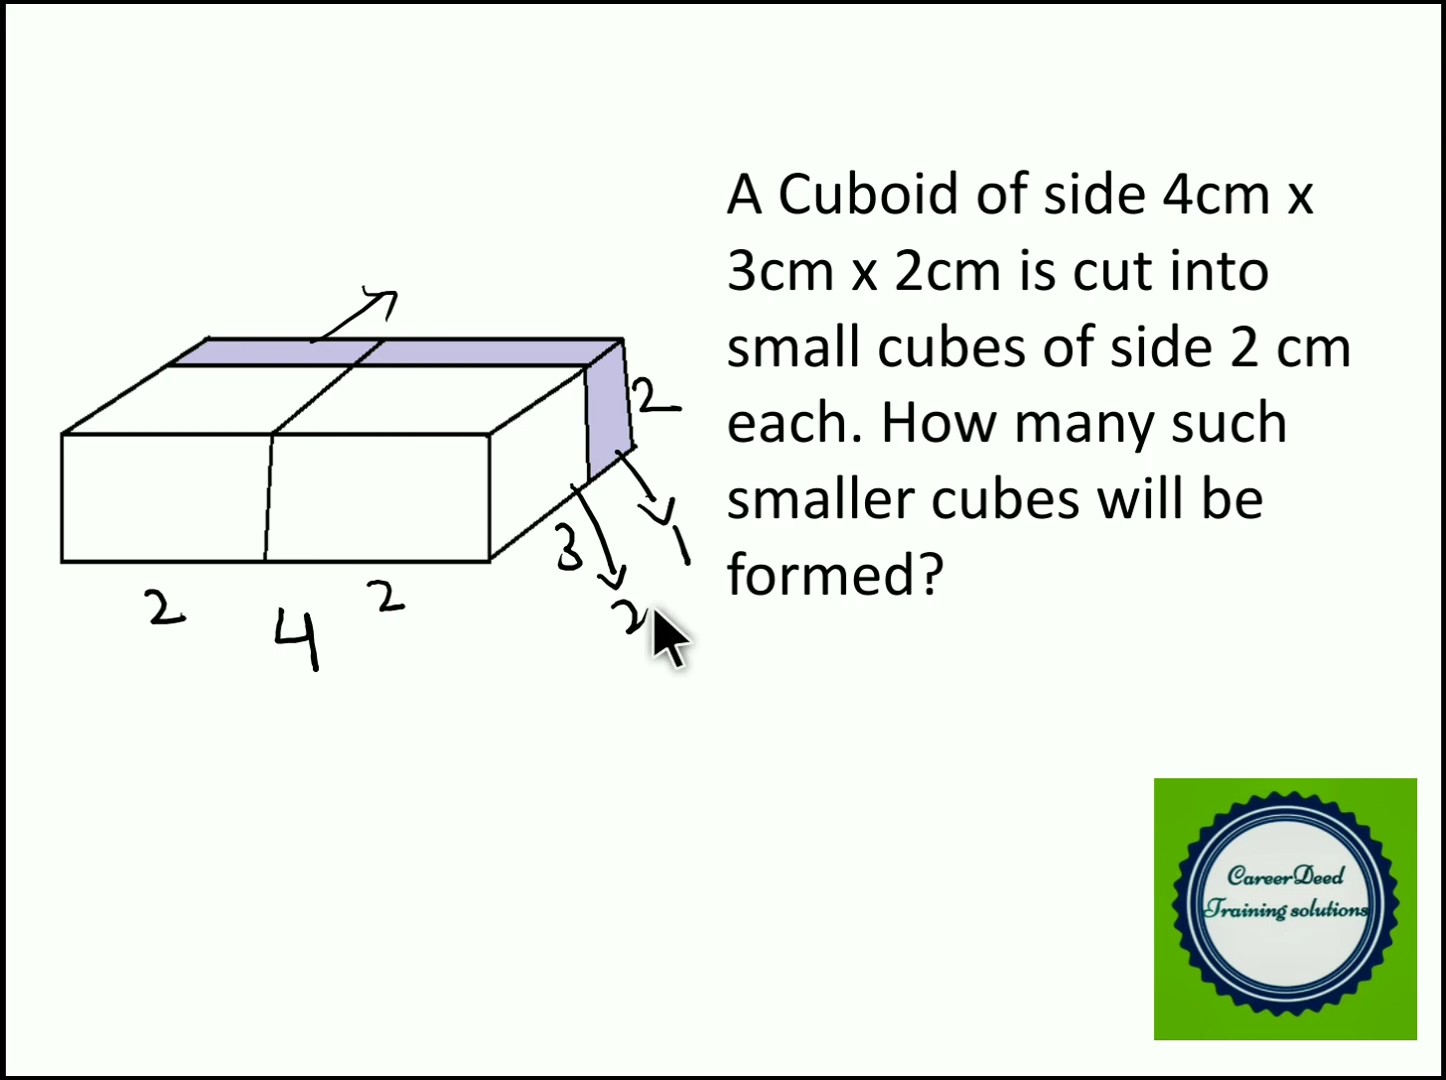 A Cuboid of side 4cm x
3cm x 2cm is cut into
small cubes of side 2 cm
each. How many such
smaller cubes will be
formed?
2
1
3
2
2
2
4
CareerDeed
Training solutions